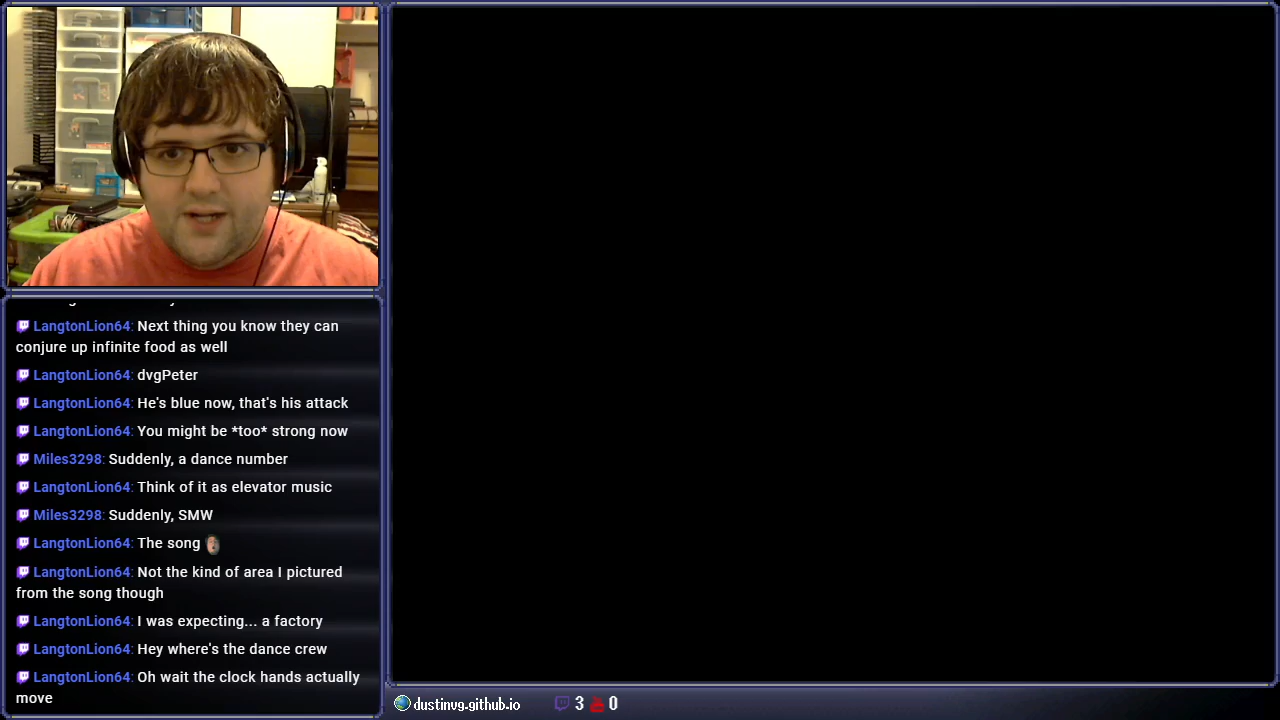 LangtonLion64: Next thing you know they can
conjure up infinite food as well
LangtonLion64: dvgPeter
LangtonLion64: He's blue now, that's his attack
LangtonLion64: You might be *too* strong now
Miles3298: Suddenly, a dance number
LangtonLion64: Think of it as elevator music
Miles3298: Suddenly, SMW
LangtonLion64: The song
LangtonLion64: Not the kind of area I pictured
from the song though
LangtonLion64: I was expecting... a factory
LangtonLion64: Hey where's the dance crew
LangtonLion64: Oh wait the clock hands actually
move
dustinvg.github.io 3 0